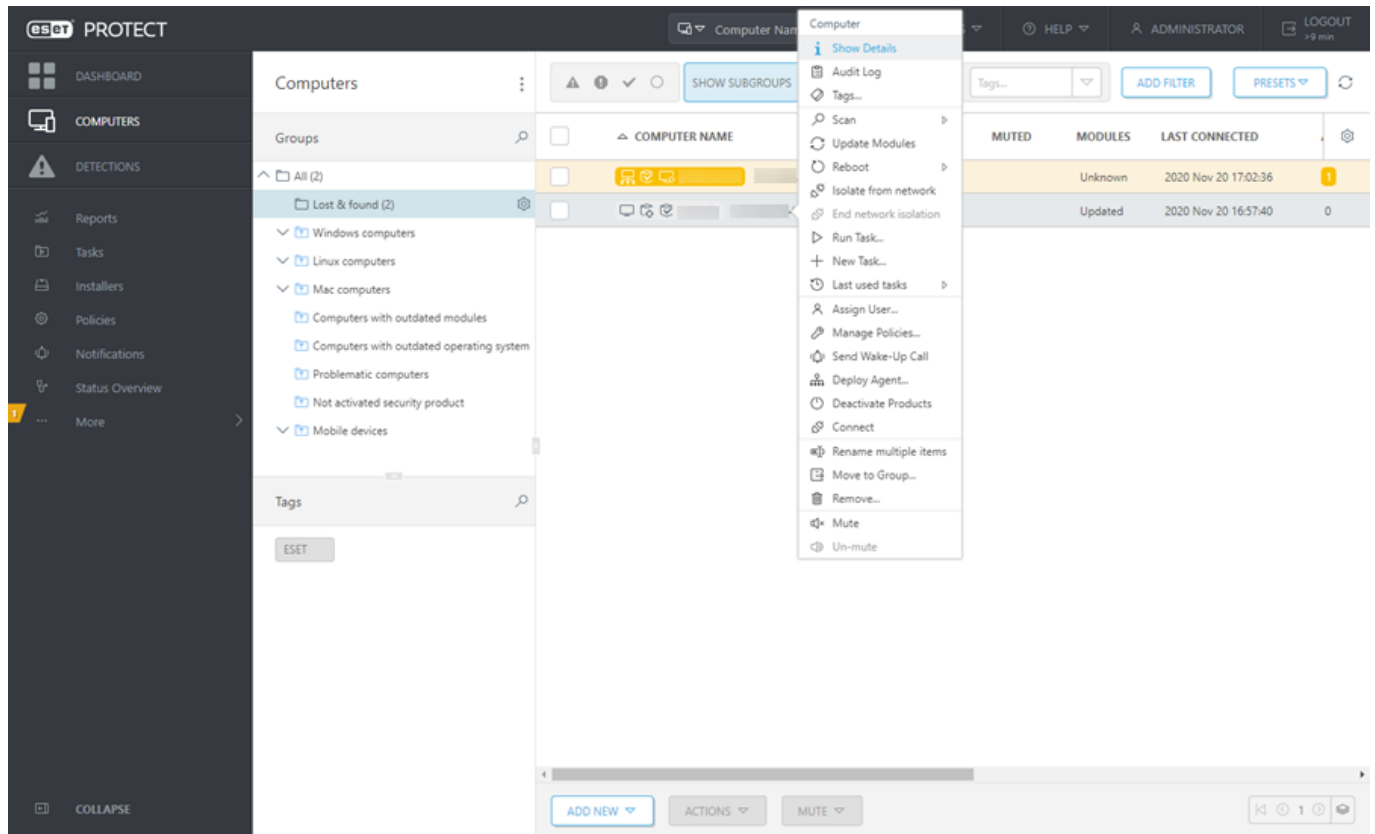 eset PROTECT
Computer Nam
HELP
ADMINISTRATOR
LOGOUT
>9 min
DASHBOARD
COMPUTERS
DETECTIONS
Reports
Tasks
Installers
Policies
Notifications
Status Overview
1
More
COLLAPSE
Computers
Groups
All (2)
Lost & found (2)
Windows computers
Linux computers
Mac computers
Computers with outdated modules
Computers with outdated operating system
Problematic computers
Not activated security product
Mobile devices
Tags
ESET
SHOW SUBGROUPS
Tags...
ADD FILTER
PRESETS
COMPUTER NAME
MUTED
MODULES
LAST CONNECTED
Unknown
2020 Nov 20 17:02:36
1
Updated
2020 Nov 20 16:57:40
0
Computer
Show Details
Audit Log
Tags...
Scan
Update Modules
Reboot
Isolate from network
End network isolation
Run Task...
New Task...
Last used tasks
Assign User...
Manage Policies...
Send Wake-Up Call
Deploy Agent...
Deactivate Products
Connect
Rename multiple items
Move to Group...
Remove...
Mute
Un-mute
ADD NEW
ACTIONS
MUTE
1